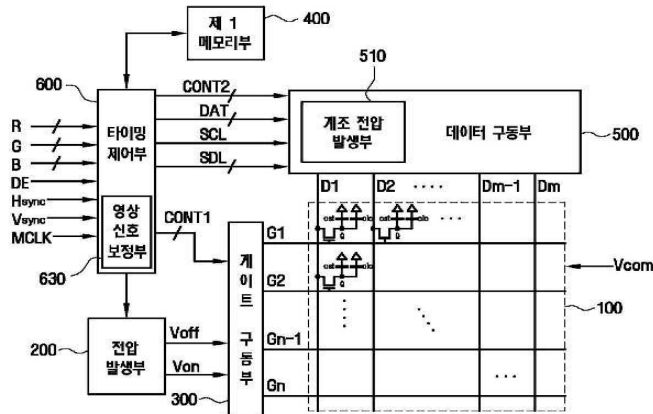 제 1
메모리부
400
600
타이밍
제어부
R
G
B
DE
Hsync
Vsync
MCLK
영상
신호
보정부
630
CONT2
DAT
SCL
SDL
CONT1
510
계조 전압
발생부
데이터 구동부
500
D1 D2 ···· Dm-1 Dm
G1
G2
Gn-1
Gn
Vcom
100
게이트 구동부
300
200
전압
발생부
Voff
Von